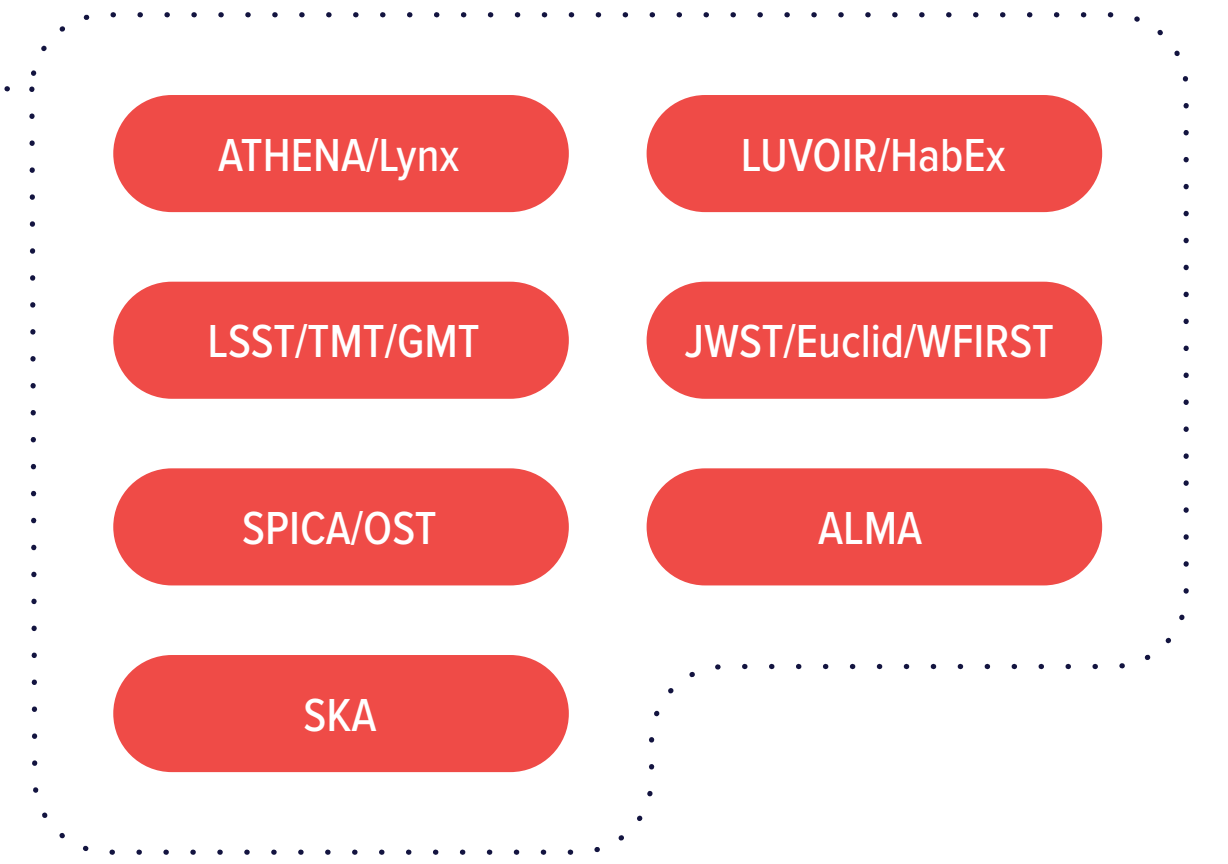 ATHENA/Lynx
LUVOIR/HabEx
LSST/TMT/GMT
JWST/Euclid/WFIRST
SPICA/OST
ALMA
SKA